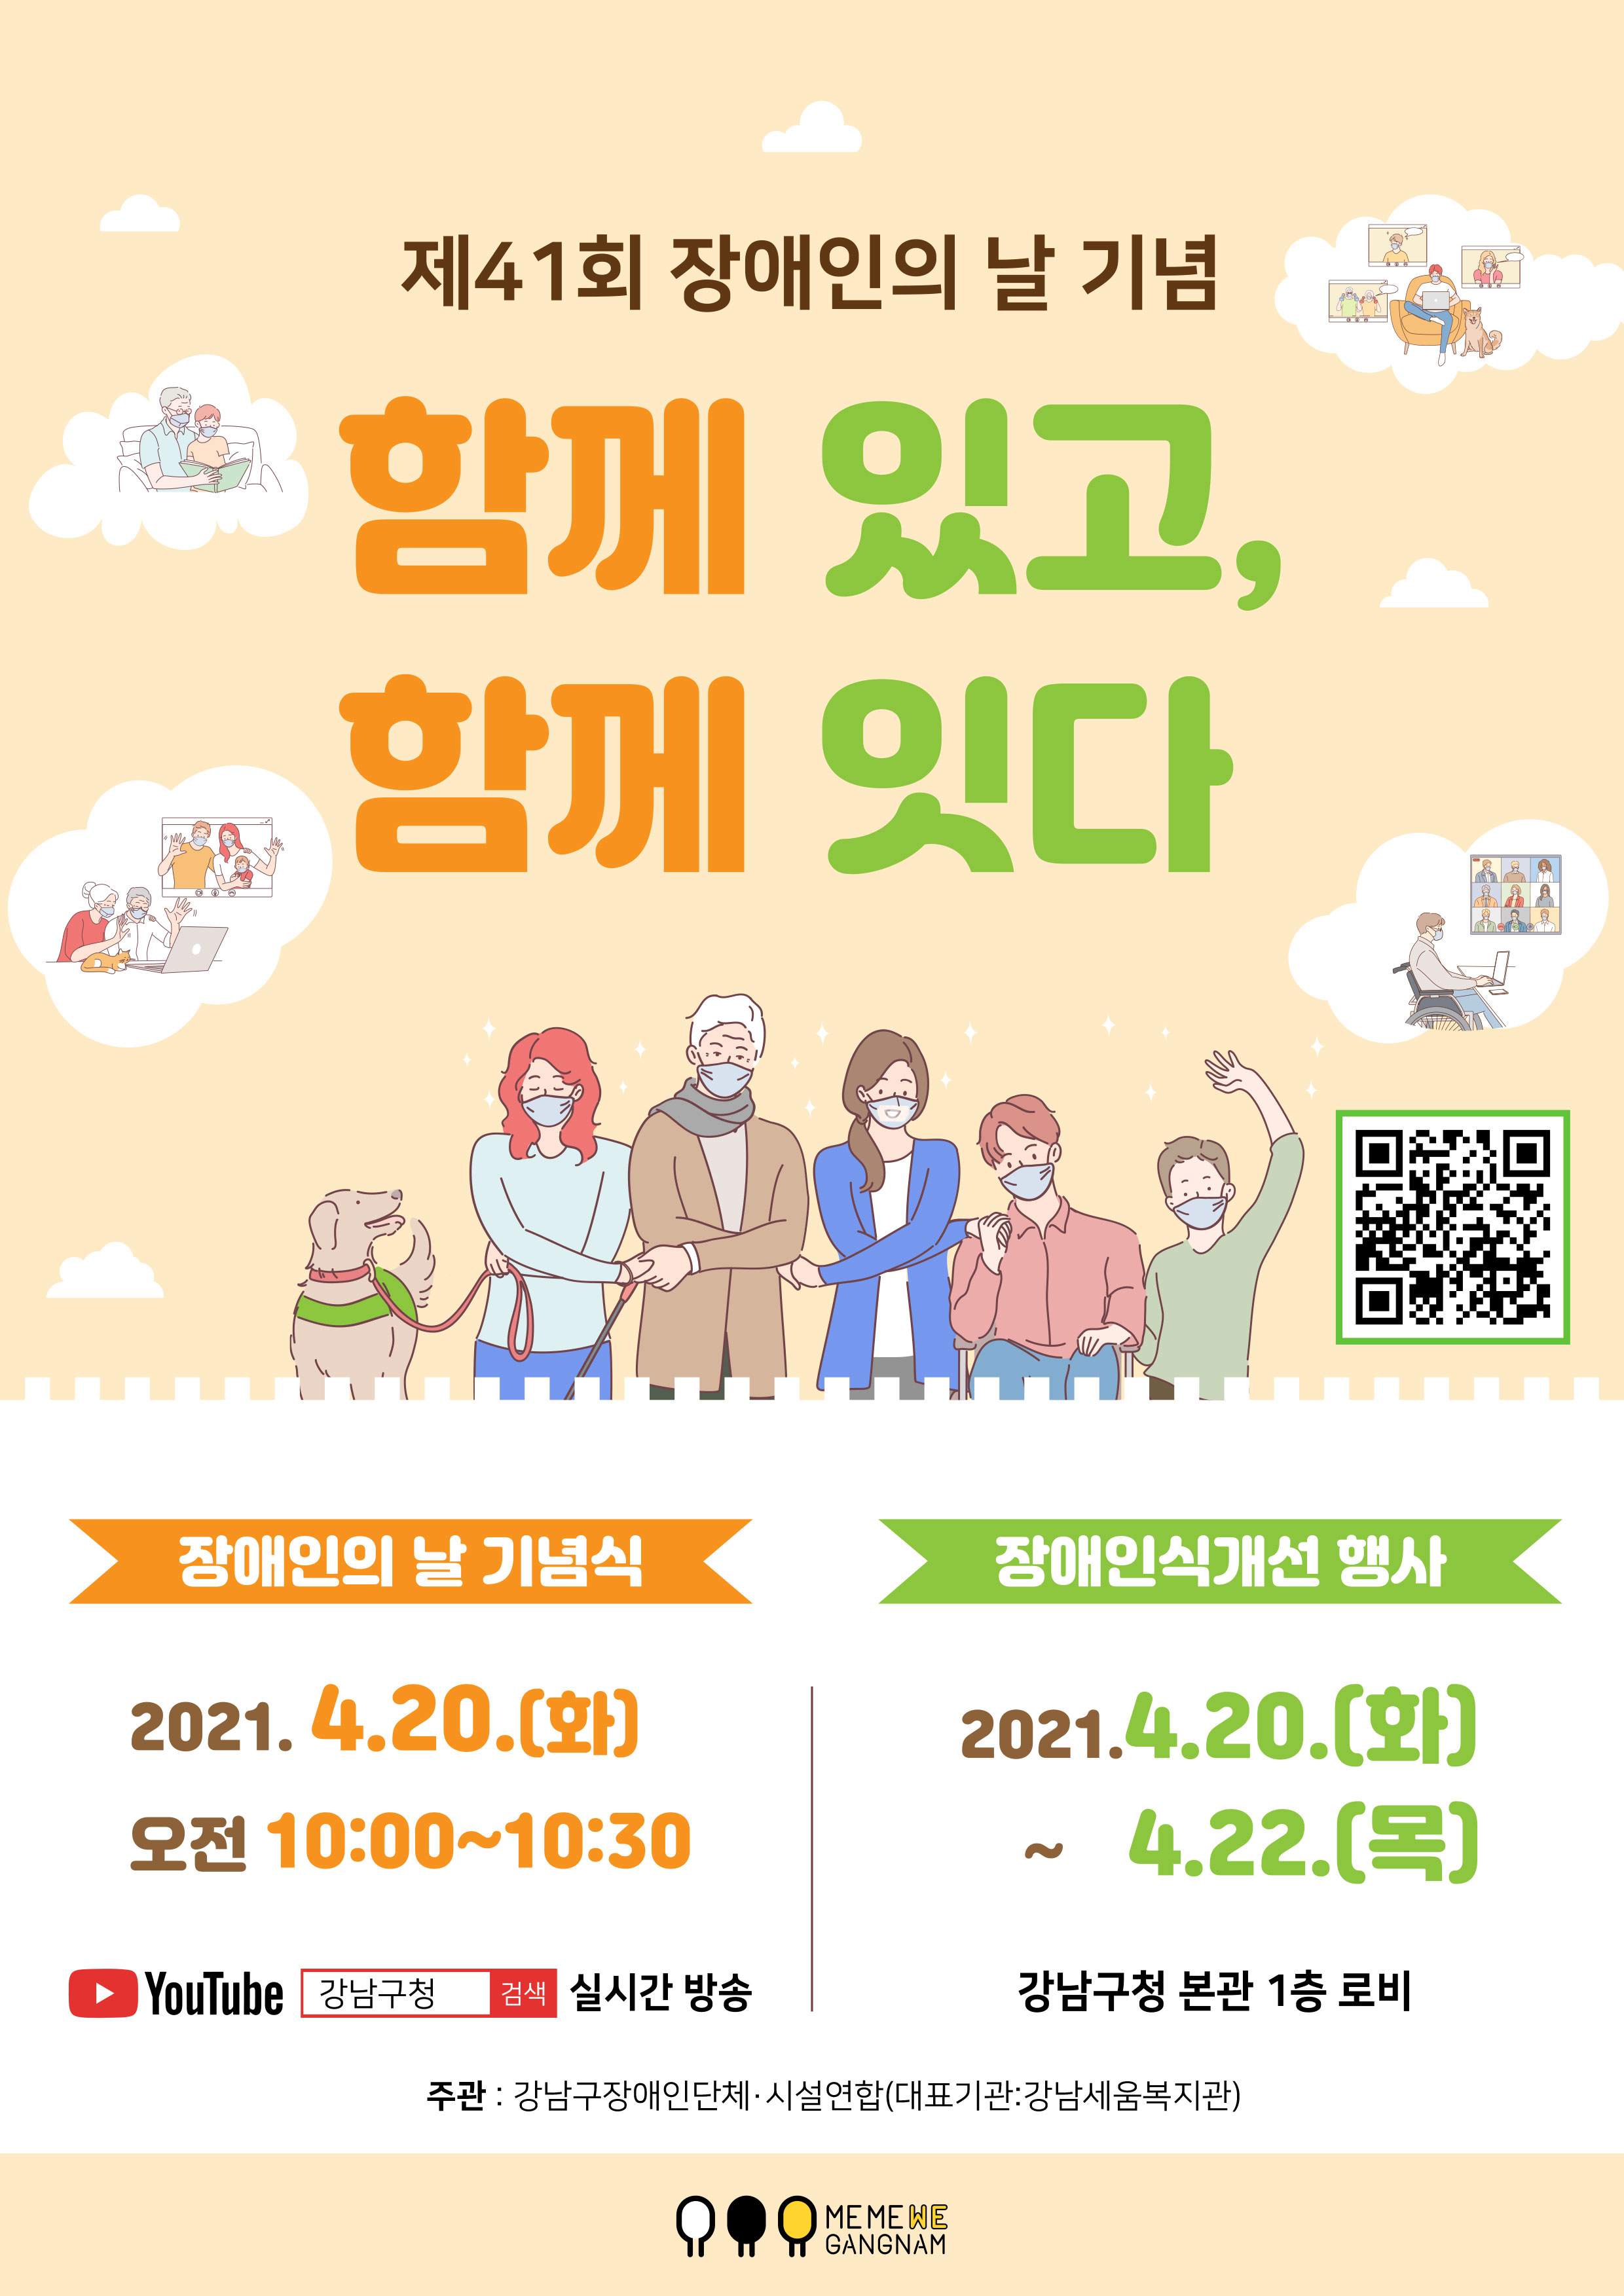 제41회 장애인의 날 기념
함께 있고,
함께 잇다
장애인의 날 기념식
2021. 4.20.(화)
오전 10:00~10:30
YouTube 강남구청 검색 실시간 방송
장애인식개선 행사
2021.4.20.(화)
~ 4.22.(목)
강남구청 본관 1층 로비
주관 : 강남구장애인단체·시설연합(대표기관:강남세움복지관)
MEMEWE
GANGNAM